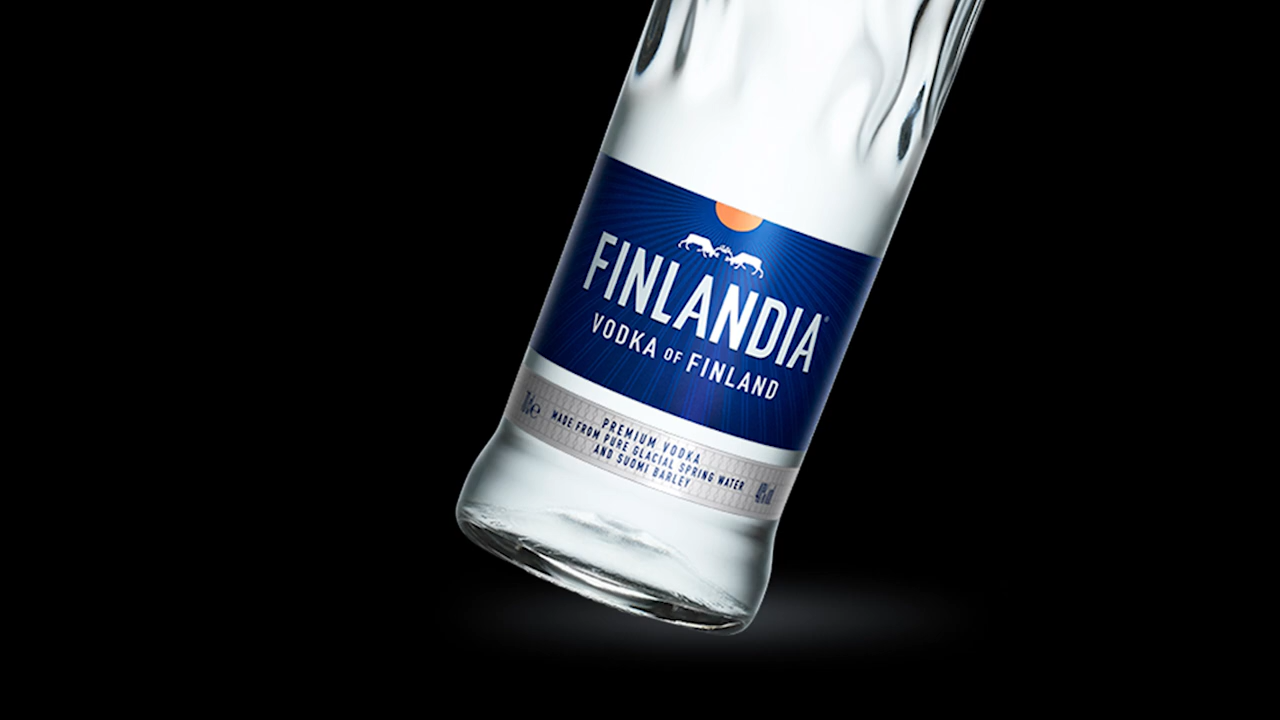 FINLANDIA®
VODKA OF FINLAND
PREMIUM VODKA
MADE FROM PURE GLACIAL SPRING WATER
AND SUOMI BARLEY